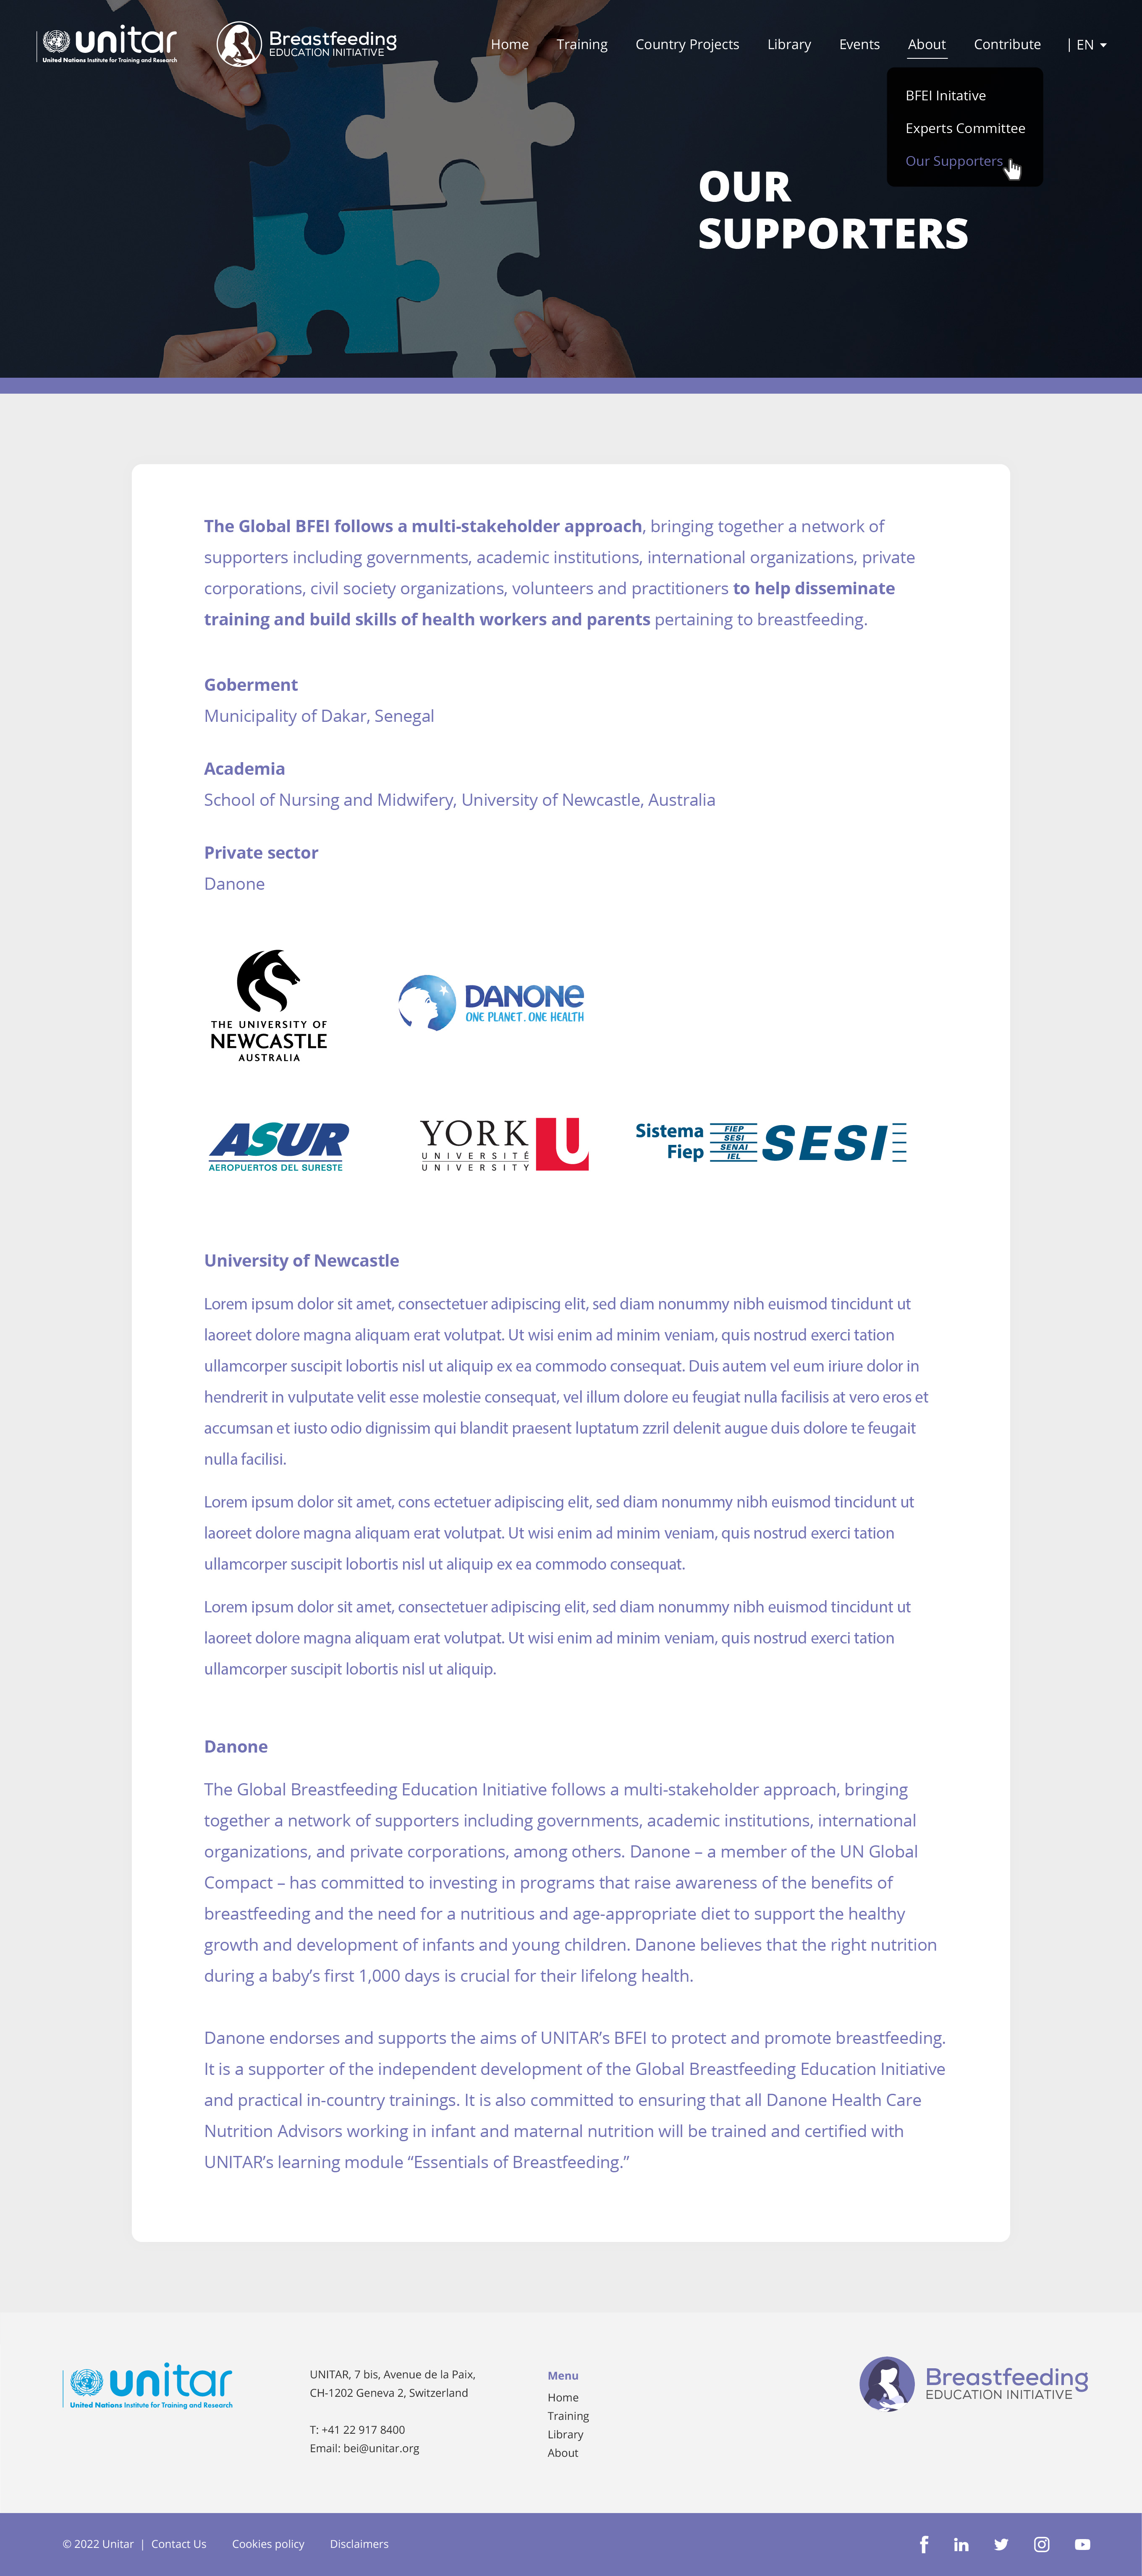 unitar
United Nations Institute for Training and Research
Breastfeeding
EDUCATION INITIATIVE
Home Training Country Projects Library Events About Contribute | EN
BFEI Initative
Experts Committee
Our Supporters
OUR
SUPPORTERS
The Global BFEI follows a multi-stakeholder approach, bringing together a network of
supporters including governments, academic institutions, international organizations, private
corporations, civil society organizations, volunteers and practitioners to help disseminate
training and build skills of health workers and parents pertaining to breastfeeding.
Goberment
Municipality of Dakar, Senegal
Academia
School of Nursing and Midwifery, University of Newcastle, Australia
Private sector
Danone
THE UNIVERSITY OF
NEWCASTLE
AUSTRALIA
DANONE
ONE PLANET. ONE HEALTH
ASUR
AEROPUERTOS DEL SURESTE
YORK U
UNIVERSITÉ
UNIVERSITY
Sistema
Fiep
FIEP
SESI
SENAI
IEL
SESI
University of Newcastle
Lorem ipsum dolor sit amet, consectetuer adipiscing elit, sed diam nonummy nibh euismod tincidunt ut
laoreet dolore magna aliquam erat volutpat. Ut wisi enim ad minim veniam, quis nostrud exerci tation
ullamcorper suscipit lobortis nisl ut aliquip ex ea commodo consequat. Duis autem vel eum iriure dolor in
hendrerit in vulputate velit esse molestie consequat, vel illum dolore eu feugiat nulla facilisis at vero eros et
accumsan et iusto odio dignissim qui blandit praesent luptatum zzril delenit augue duis dolore te feugait
nulla facilisi.
Lorem ipsum dolor sit amet, cons ectetuer adipiscing elit, sed diam nonummy nibh euismod tincidunt ut
laoreet dolore magna aliquam erat volutpat. Ut wisi enim ad minim veniam, quis nostrud exerci tation
ullamcorper suscipit lobortis nisl ut aliquip ex ea commodo consequat.
Lorem ipsum dolor sit amet, consectetuer adipiscing elit, sed diam nonummy nibh euismod tincidunt ut
laoreet dolore magna aliquam erat volutpat. Ut wisi enim ad minim veniam, quis nostrud exerci tation
ullamcorper suscipit lobortis nisl ut aliquip.
Danone
The Global Breastfeeding Education Initiative follows a multi-stakeholder approach, bringing
together a network of supporters including governments, academic institutions, international
organizations, and private corporations, among others. Danone – a member of the UN Global
Compact – has committed to investing in programs that raise awareness of the benefits of
breastfeeding and the need for a nutritious and age-appropriate diet to support the healthy
growth and development of infants and young children. Danone believes that the right nutrition
during a baby’s first 1,000 days is crucial for their lifelong health.
Danone endorses and supports the aims of UNITAR’s BFEI to protect and promote breastfeeding.
It is a supporter of the independent development of the Global Breastfeeding Education Initiative
and practical in-country trainings. It is also committed to ensuring that all Danone Health Care
Nutrition Advisors working in infant and maternal nutrition will be trained and certified with
UNITAR’s learning module “Essentials of Breastfeeding.”
unitar
United Nations Institute for Training and Research
UNITAR, 7 bis, Avenue de la Paix,
CH-1202 Geneva 2, Switzerland
T: +41 22 917 8400
Email: bei@unitar.org
Menu
Home
Training
Library
About
Breastfeeding
EDUCATION INITIATIVE
© 2022 Unitar | Contact Us Cookies policy Disclaimers